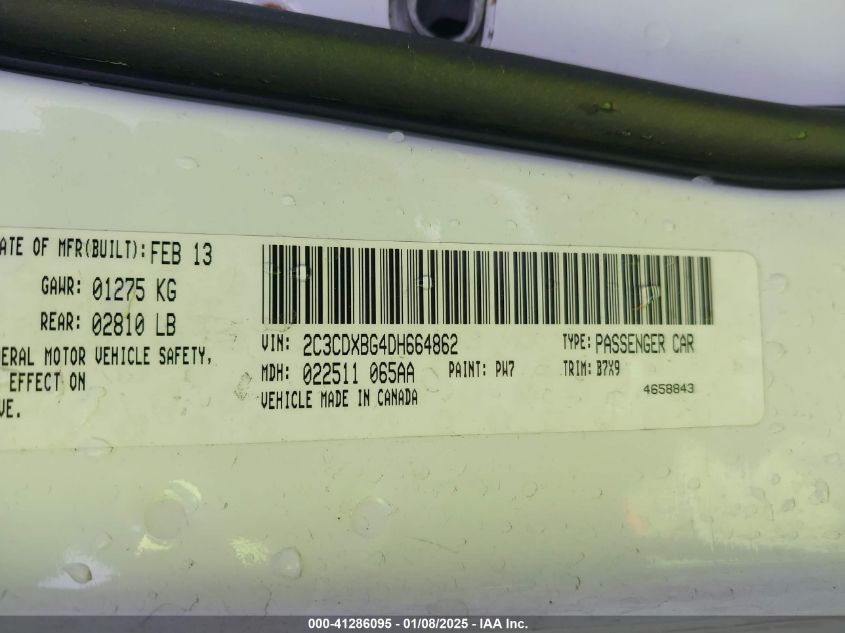 ATE OF MFR(BUILT): FEB 13
GAWR: 01275 KG
REAR: 02810 LB
ERAL MOTOR VEHICLE SAFETY,
EFFECT ON
VE.
VIN: 2C3CDXBG4DH664862
TYPE: PASSENGER CAR
MDH: 022511 065AA
PAINT: PW7
TRIM: B7X9
VEHICLE MADE IN CANADA
4658843
000-41286095 - 01/08/2025 - IAA Inc.